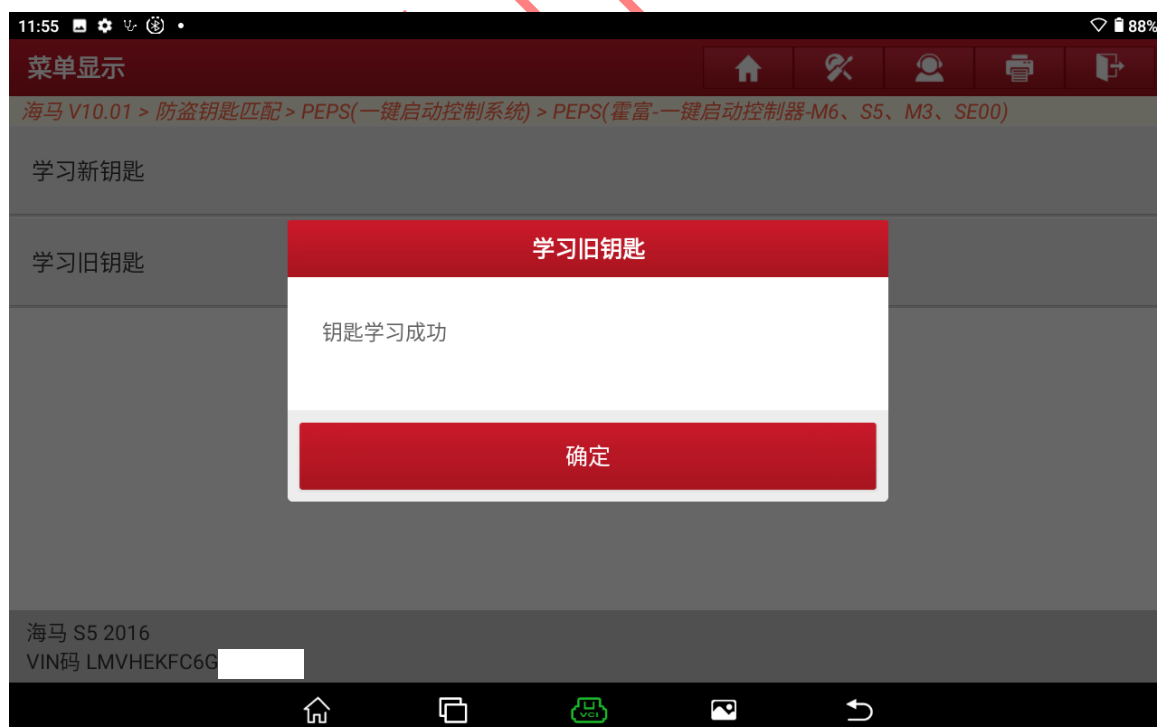 11:55
88%
菜单显示
海马 V10.01 > 防盗钥匙匹配 > PEPS(一键启动控制系统) > PEPS(霍富-一键启动控制器-M6、S5、M3、SE00)
学习新钥匙
学习旧钥匙
学习旧钥匙
钥匙学习成功
确定
海马 S5 2016
VIN码 LMVHEKFC6G
VCI